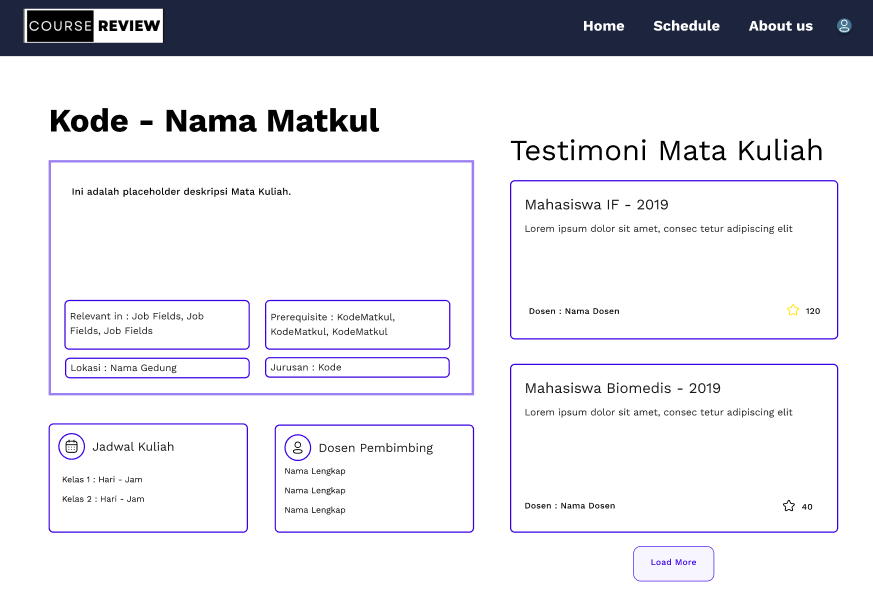 COURSE REVIEW
Home Schedule About us
Kode - Nama Matkul
Ini adalah placeholder deskripsi Mata Kuliah.
Relevant in : Job Fields, Job
Fields, Job Fields
Prerequisite : KodeMatkul,
KodeMatkul, KodeMatkul
Lokasi : Nama Gedung
Jurusan : Kode
Jadwal Kuliah
Kelas 1 : Hari - Jam
Kelas 2 : Hari - Jam
Dosen Pembimbing
Nama Lengkap
Nama Lengkap
Nama Lengkap
Testimoni Mata Kuliah
Mahasiswa IF - 2019
Lorem ipsum dolor sit amet, consec tetur adipiscing elit
Dosen : Nama Dosen
120
Mahasiswa Biomedis - 2019
Lorem ipsum dolor sit amet, consec tetur adipiscing elit
Dosen : Nama Dosen
40
Load More